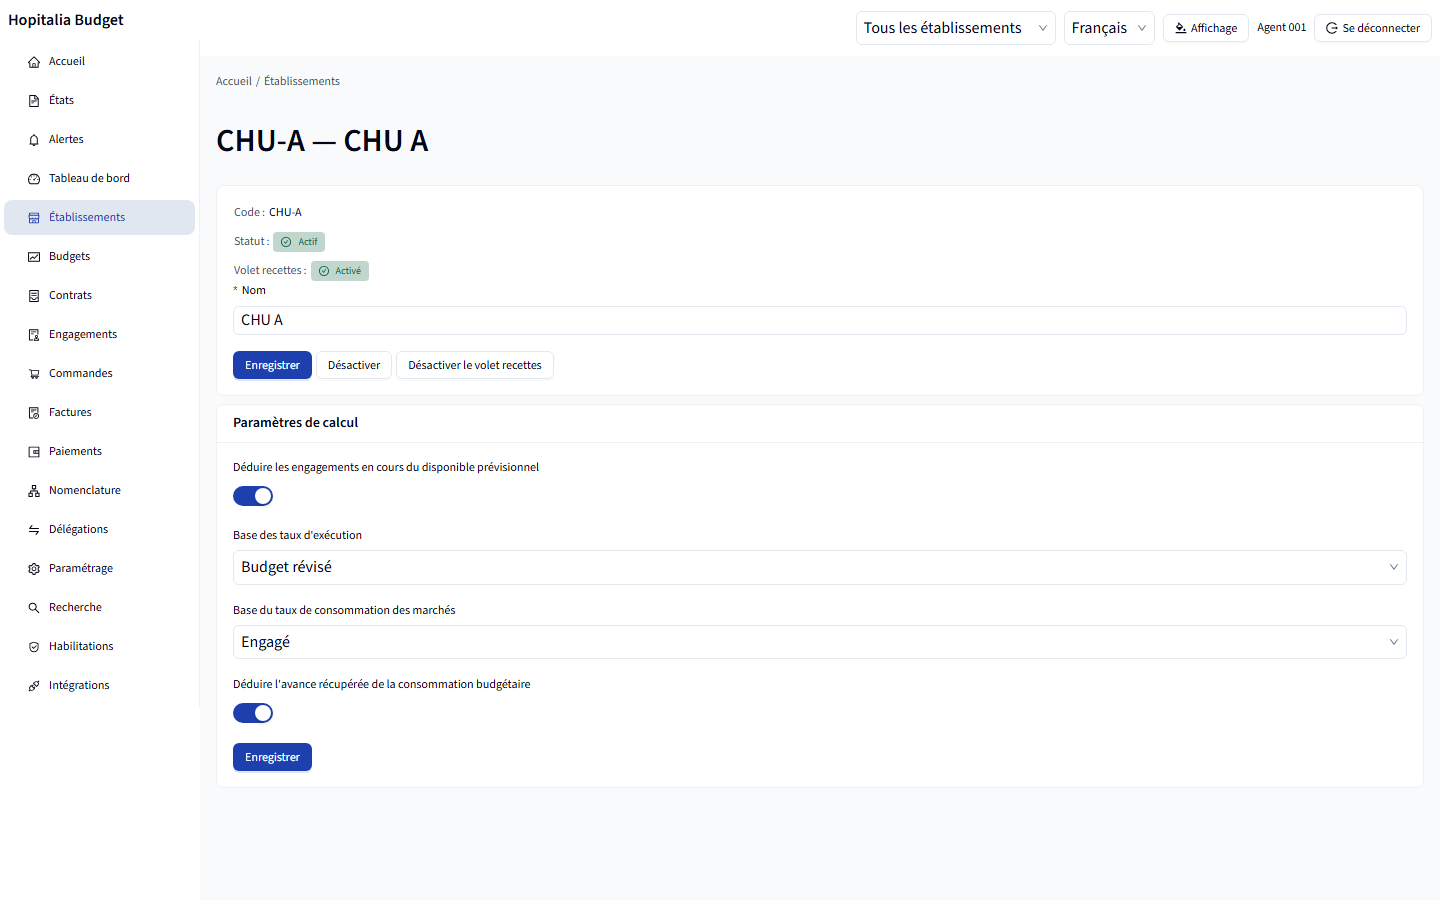 Hopitalia Budget
Tous les établissements
Français
Affichage
Agent 001
Se déconnecter
Accueil
États
Alertes
Tableau de bord
Établissements
Budgets
Contrats
Engagements
Commandes
Factures
Paiements
Nomenclature
Délégations
Paramétrage
Recherche
Habilitations
Intégrations
Accueil / Établissements
CHU-A — CHU A
Code : CHU-A
Statut : Actif
Volet recettes : Activé
* Nom
CHU A
Enregistrer
Désactiver
Désactiver le volet recettes
Paramètres de calcul
Déduire les engagements en cours du disponible prévisionnel
Base des taux d'exécution
Budget révisé
Base du taux de consommation des marchés
Engagé
Déduire l'avance récupérée de la consommation budgétaire
Enregistrer